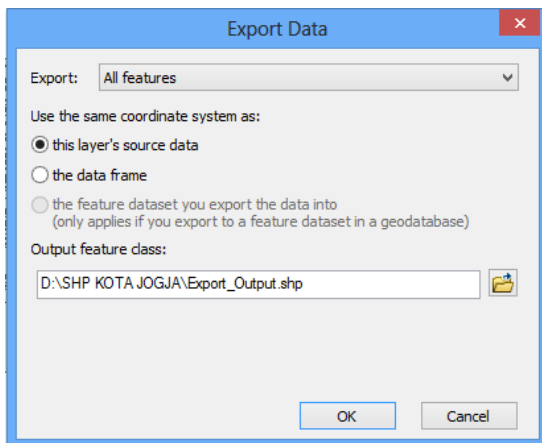 Export Data
Export: All features
Use the same coordinate system as:
this layer's source data
the data frame
the feature dataset you export the data into
(only applies if you export to a feature dataset in a geodatabase)
Output feature class:
D:\SHP KOTA JOGJA\Export_Output.shp
OK Cancel